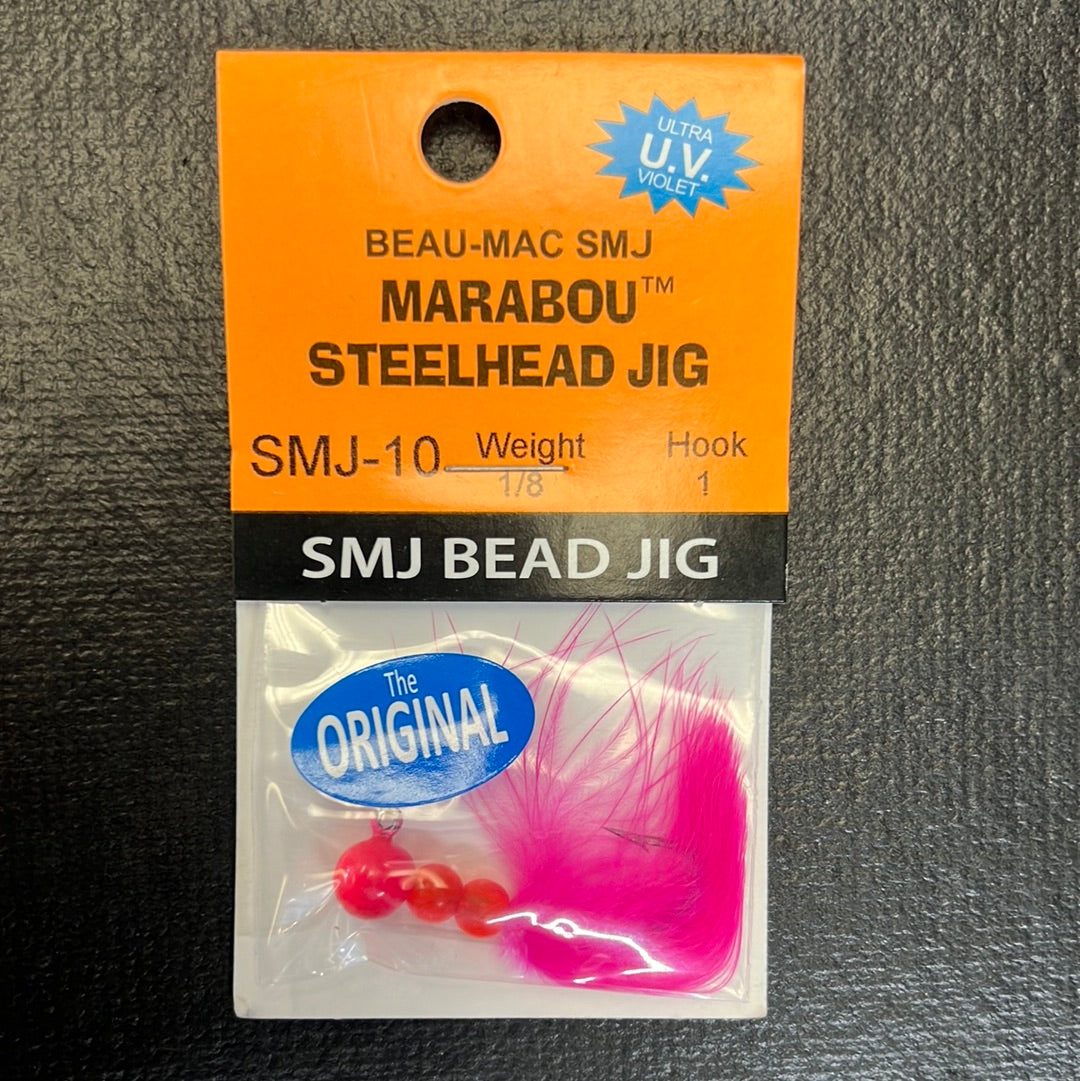 ULTRA
U.V.
VIOLET
BEAU-MAC SMJ
MARABOU™
STEELHEAD JIG
SMJ-10 Weight Hook
1/8 1
SMJ BEAD JIG
The
ORIGINAL